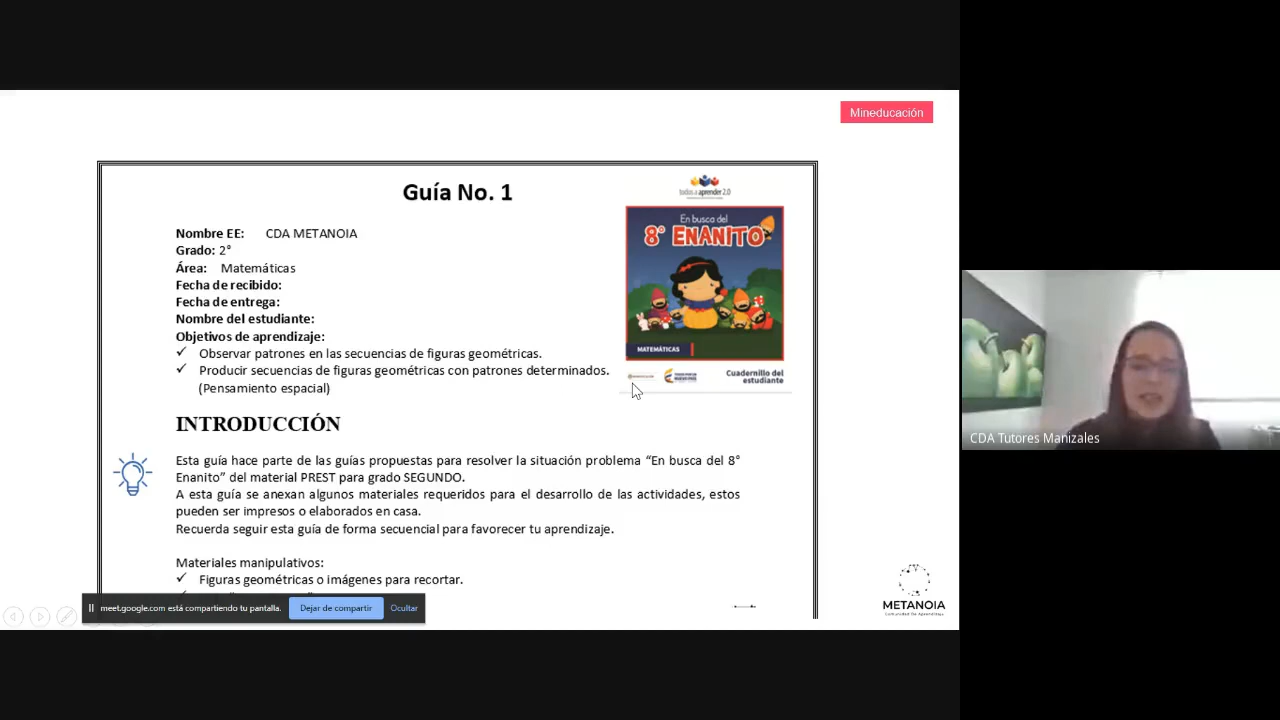 Mineducación
Guía No. 1
todos a aprender 2.0
Nombre EE: CDA METANOIA
Grado: 2°
Área: Matemáticas
Fecha de recibido:
Fecha de entrega:
Nombre del estudiante:
Objetivos de aprendizaje:
✓ Observar patrones en las secuencias de figuras geométricas.
✓ Producir secuencias de figuras geométricas con patrones determinados.
(Pensamiento espacial)
En busca del
8° ENANITO
MATEMÁTICAS
Cuadernillo del
estudiante
INTRODUCCIÓN
Esta guía hace parte de las guías propuestas para resolver la situación problema “En busca del 8°
Enanito” del material PREST para grado SEGUNDO.
A esta guía se anexan algunos materiales requeridos para el desarrollo de las actividades, estos
pueden ser impresos o elaborados en casa.
Recuerda seguir esta guía de forma secuencial para favorecer tu aprendizaje.
Materiales manipulativos:
✓ Figuras geométricas o imágenes para recortar.
meet.google.com está compartiendo tu pantalla.
Dejar de compartir
Ocultar
METANOIA
Comunidad De Aprendizaje
CDA Tutores Manizales